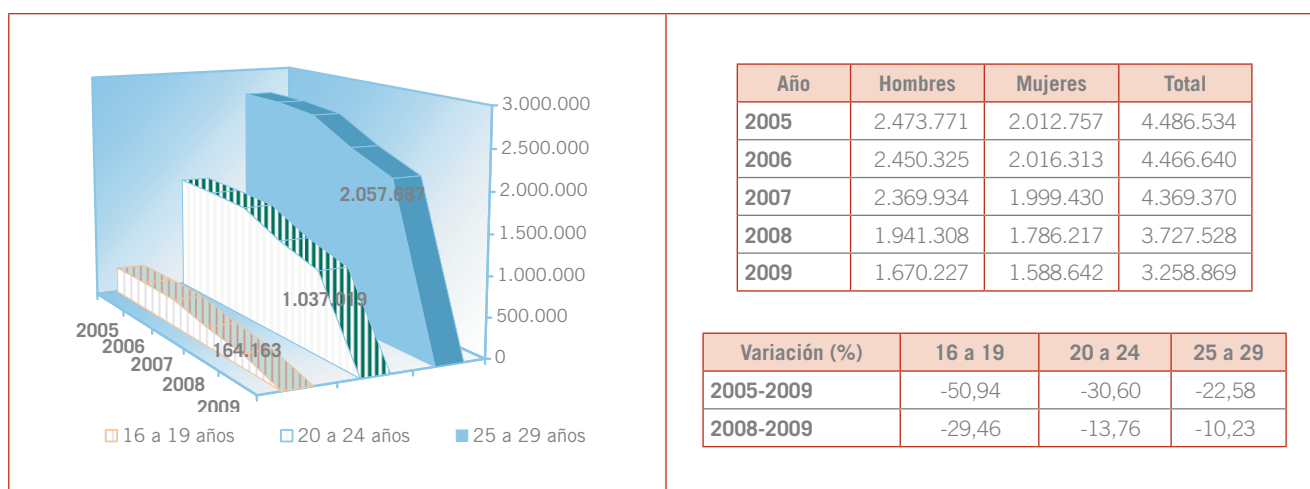 3.000.000
2.500.000
2.000.000
1.500.000
1.000.000
500.000
0
2.057.687
1.037.019
164.163
2005
2006
2007
2008
2009
16 a 19 años 20 a 24 años 25 a 29 años
Año Hombres Mujeres Total
2005 2.473.771 2.012.757 4.486.534
2006 2.450.325 2.016.313 4.466.640
2007 2.369.934 1.999.430 4.369.370
2008 1.941.308 1.786.217 3.727.528
2009 1.670.227 1.588.642 3.258.869
Variación (%) 16 a 19 20 a 24 25 a 29
2005-2009 -50,94 -30,60 -22,58
2008-2009 -29,46 -13,76 -10,23